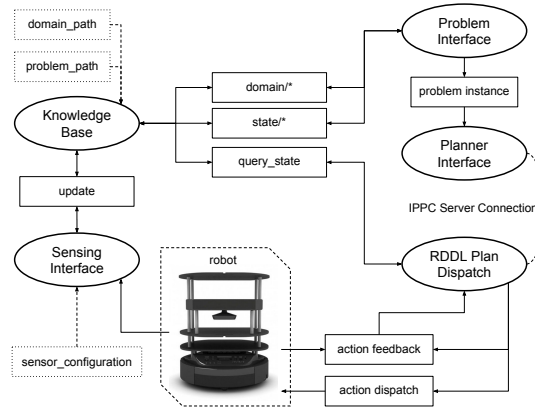 domain_path
problem_path
Knowledge
Base
update
Sensing
Interface
sensor_configuration
domain/*
state/*
query_state
robot
Problem
Interface
problem instance
Planner
Interface
IPPC Server Connection
RDDL Plan
Dispatch
action feedback
action dispatch